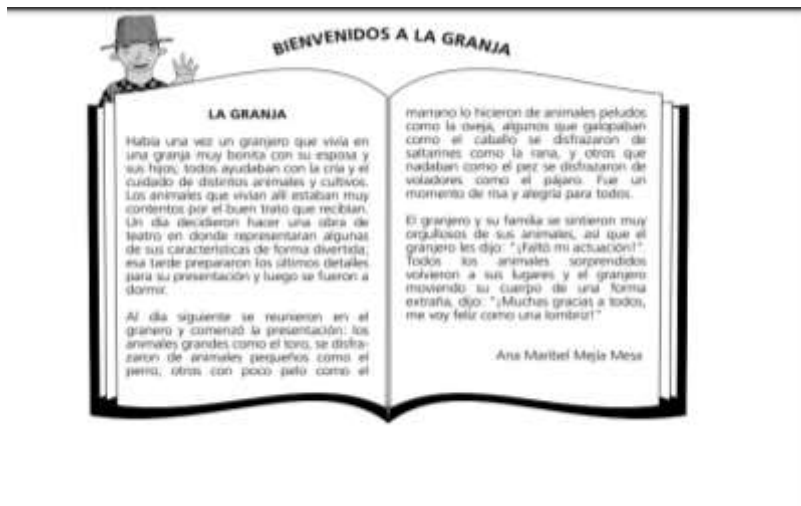 BIENVENIDOS A LA GRANJA
LA GRANJA
Había una vez un granjero que vivía en
una granja muy bonita con su esposa y
sus hijos; todos ayudaban con la cría y el
cuidado de distintos animales y cultivos.
Los animales que vivían allí estaban muy
contentos por el buen trato que recibían.
Un día decidieron hacer una obra de
teatro en donde representaran algunas
de sus características de forma divertida;
esa tarde prepararon los últimos detalles
para su presentación y luego se fueron a
dormir.
Al día siguiente se reunieron en el
granero y comenzó la presentación: los
animales grandes como el toro, se disfra-
zaron de animales pequeños como el
perro, otros con poco pelo como el
marrano lo hicieron de animales peludos
como la oveja, algunos que galopaban
como el caballo se disfrazaron de
saltarines como la rana, y otros que
nadaban como el pez se disfrazaron de
voladores como el pájaro. Fue un
momento de risa y alegría para todos.
El granjero y su familia se sintieron muy
orgullosos de sus animales, así que el
granjero les dijo: "¡Faltó mi actuación!".
Todos los animales sorprendidos
volvieron a sus lugares y el granjero
moviendo su cuerpo de una forma
extraña, dijo: "¡Muchas gracias a todos,
me voy feliz como una lombriz!"
Ana Maribel Mejía Mesa